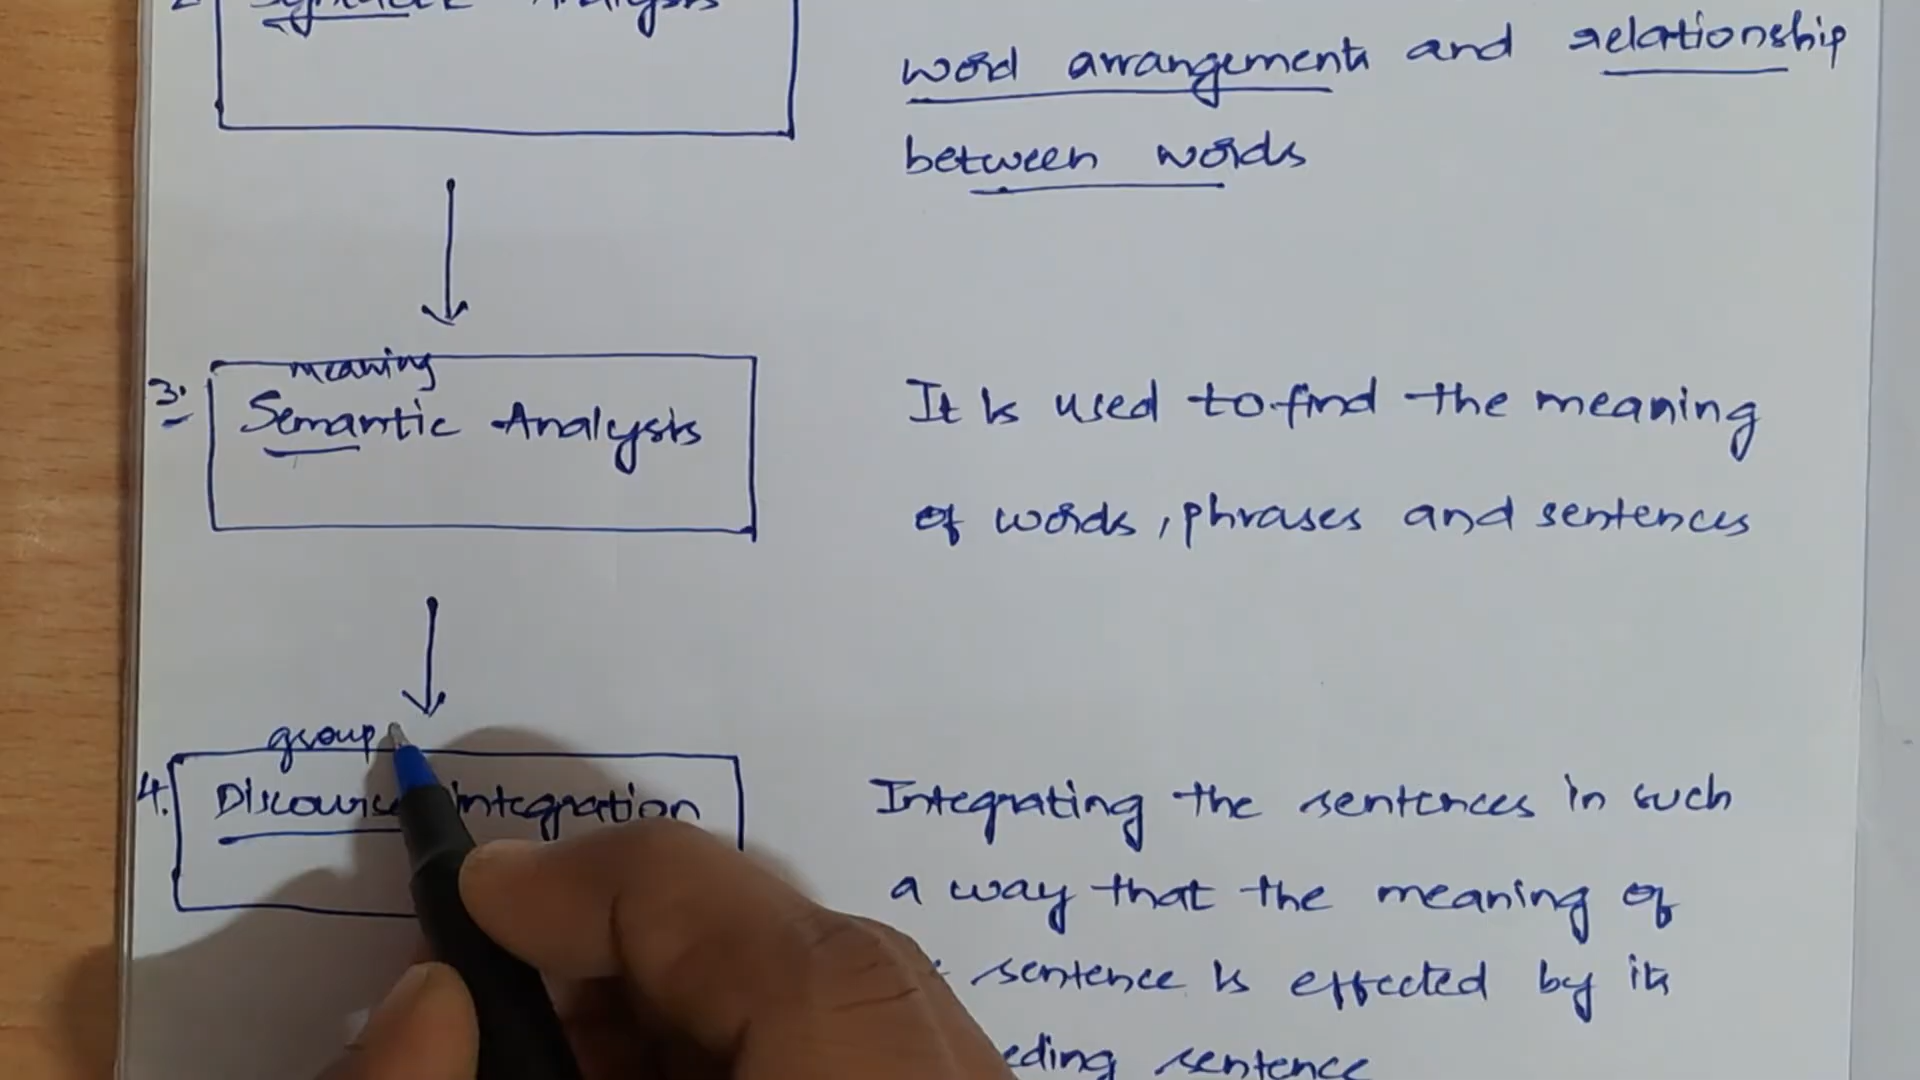 Analysis
word arrangement and relationship
between words
meaning
3. Semantic Analysis
It is used to find the meaning
of words, phrases and sentences
group
4. Discourse integration
Integrating the sentences in such
a way that the meaning of
sentence is effected by its
sentence